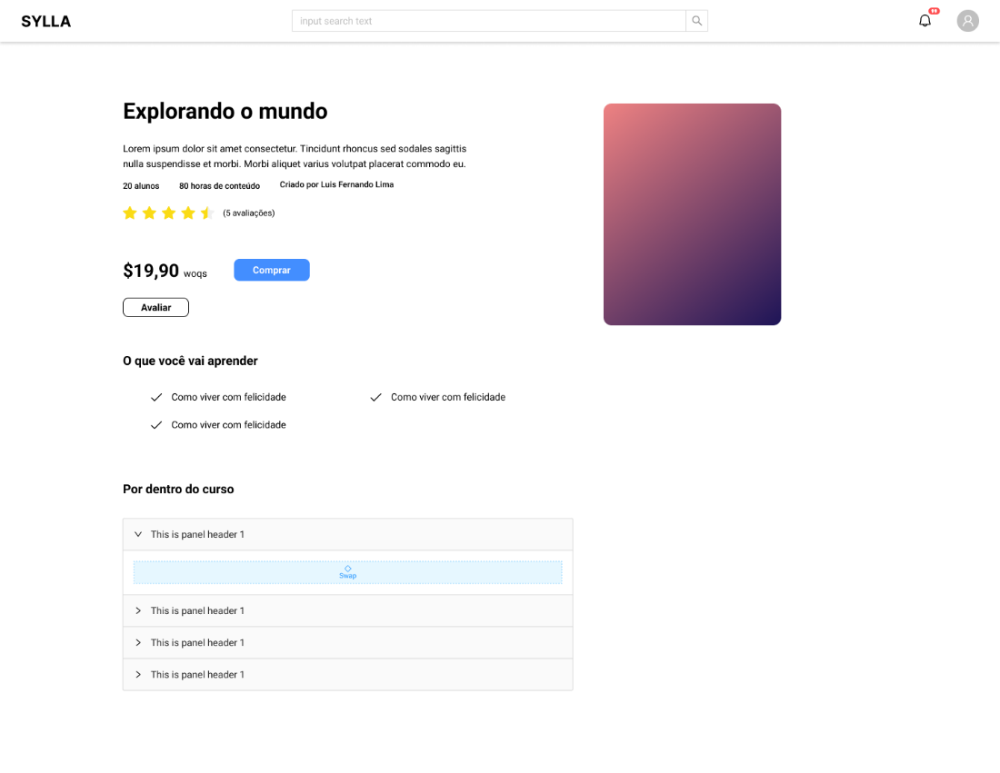 SYLLA
input search text
99
Explorando o mundo
Lorem ipsum dolor sit amet consectetur. Tincidunt rhoncus sed sodales sagittis
nulla suspendisse et morbi. Morbi aliquet varius volutpat placerat commodo eu.
20 alunos 80 horas de conteúdo Criado por Luis Fernando Lima
(5 avaliações)
$19,90 woqs Comprar
Avaliar
O que você vai aprender
Como viver com felicidade Como viver com felicidade
Como viver com felicidade
Por dentro do curso
This is panel header 1
Swap
This is panel header 1
This is panel header 1
This is panel header 1